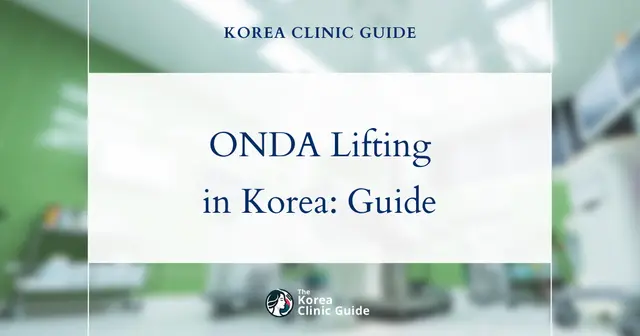 KOREA CLINIC GUIDE
ONDA Lifting
in Korea: Guide
The
Korea
Clinic Guide